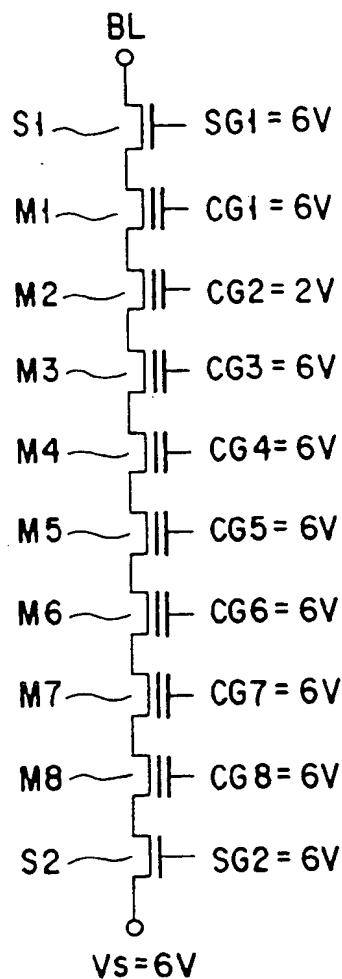 BL
S1 SG1=6V
M1 CG1=6V
M2 CG2=2V
M3 CG3=6V
M4 CG4=6V
M5 CG5=6V
M6 CG6=6V
M7 CG7=6V
M8 CG8=6V
S2 SG2=6V
Vs=6V